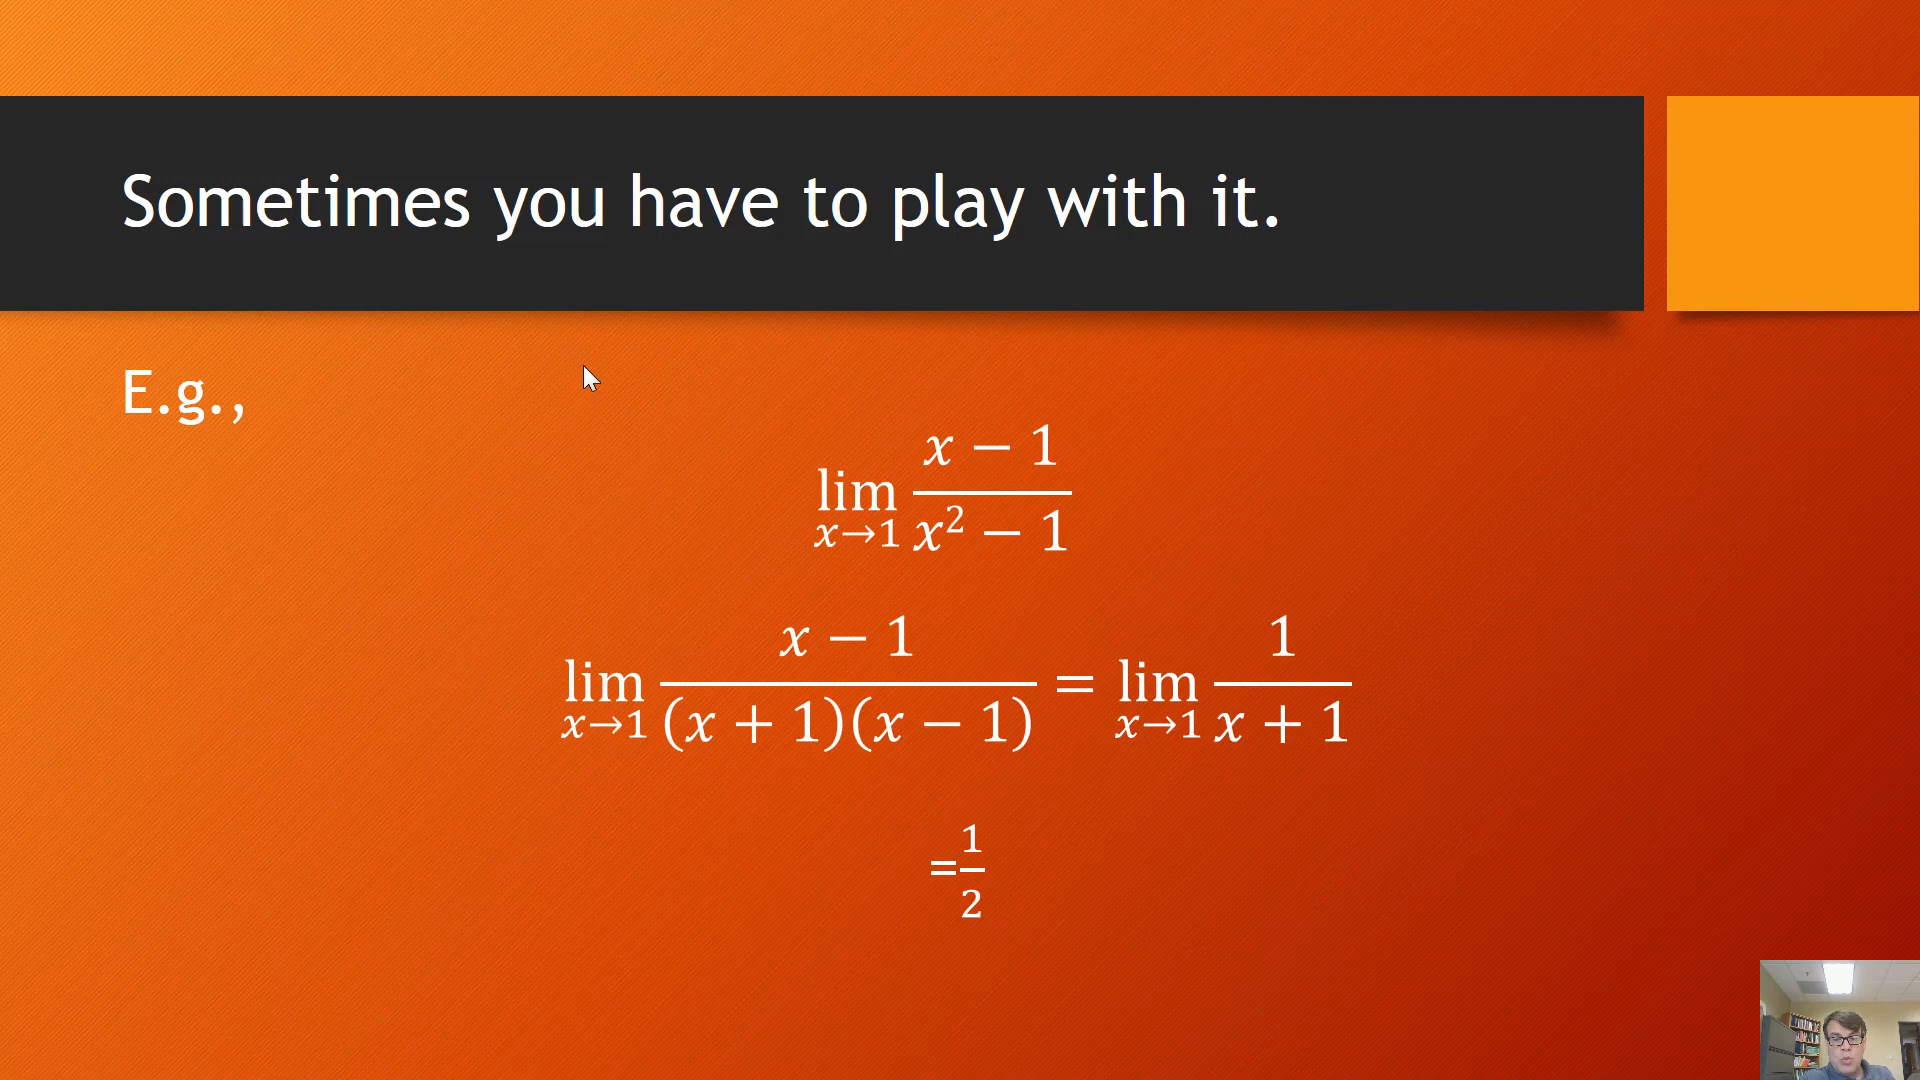 Sometimes you have to play with it.
E.g.,
lim x→1 (x − 1)/(x² − 1)
lim x→1 (x − 1)/((x + 1)(x − 1)) = lim x→1 1/(x + 1)
=1/2